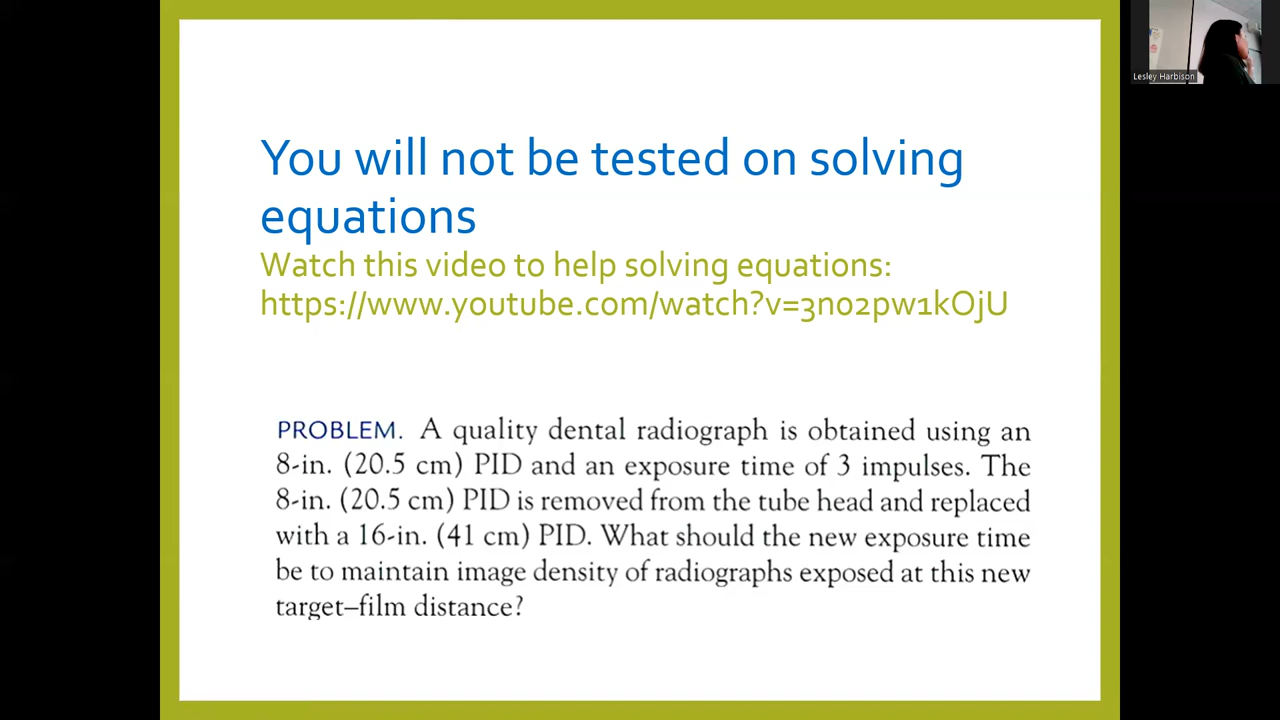 You will not be tested on solving
equations
Watch this video to help solving equations:
https://www.youtube.com/watch?v=3no2pw1kOjU
PROBLEM. A quality dental radiograph is obtained using an
8-in. (20.5 cm) PID and an exposure time of 3 impulses. The
8-in. (20.5 cm) PID is removed from the tube head and replaced
with a 16-in. (41 cm) PID. What should the new exposure time
be to maintain image density of radiographs exposed at this new
target–film distance?
Lesley Harbison